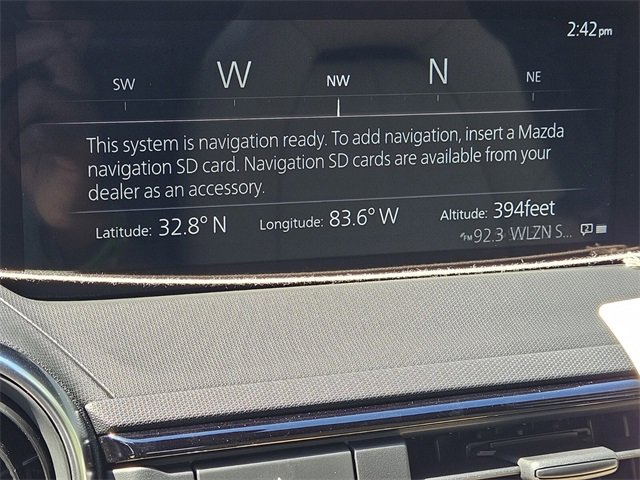 2:42pm
SW W NW N NE
This system is navigation ready. To add navigation, insert a Mazda
navigation SD card. Navigation SD cards are available from your
dealer as an accessory.
Latitude: 32.8° N Longitude: 83.6° W Altitude: 394feet
FM 92.3 WLZN S...